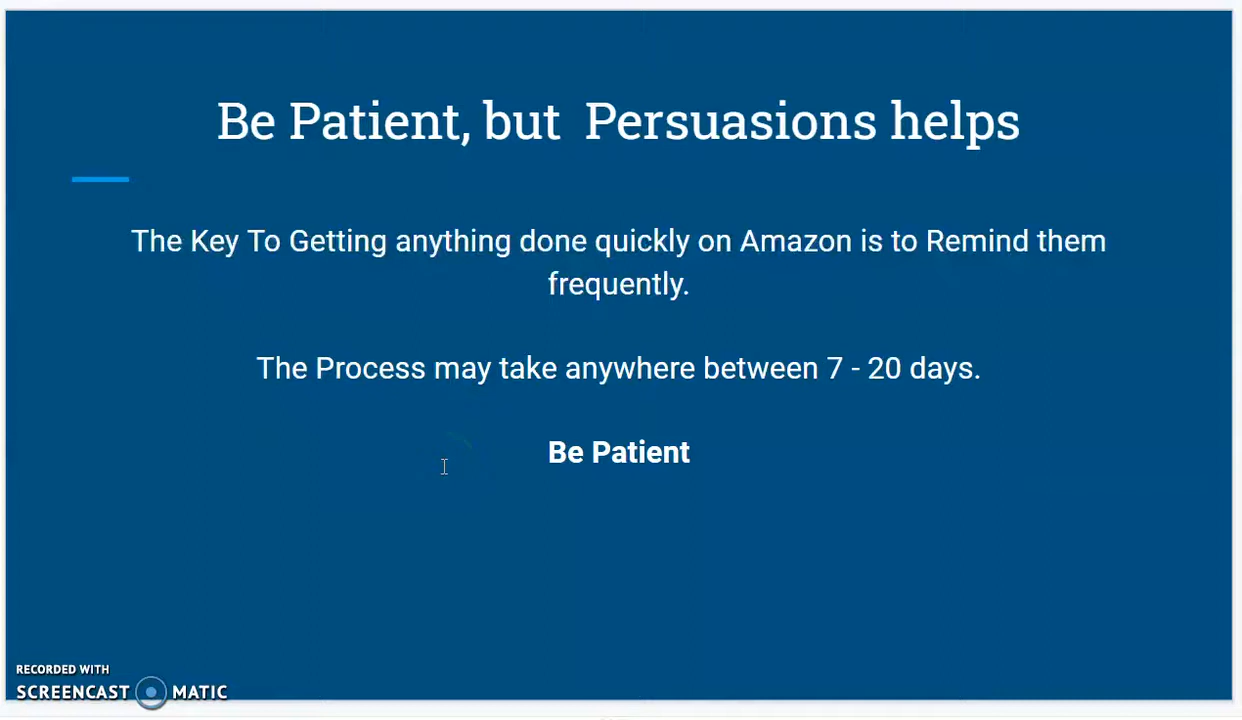 Be Patient, but  Persuasions helps
The Key To Getting anything done quickly on Amazon is to Remind them
frequently.
The Process may take anywhere between 7 - 20 days.
Be Patient
RECORDED WITH
SCREENCAST MATIC